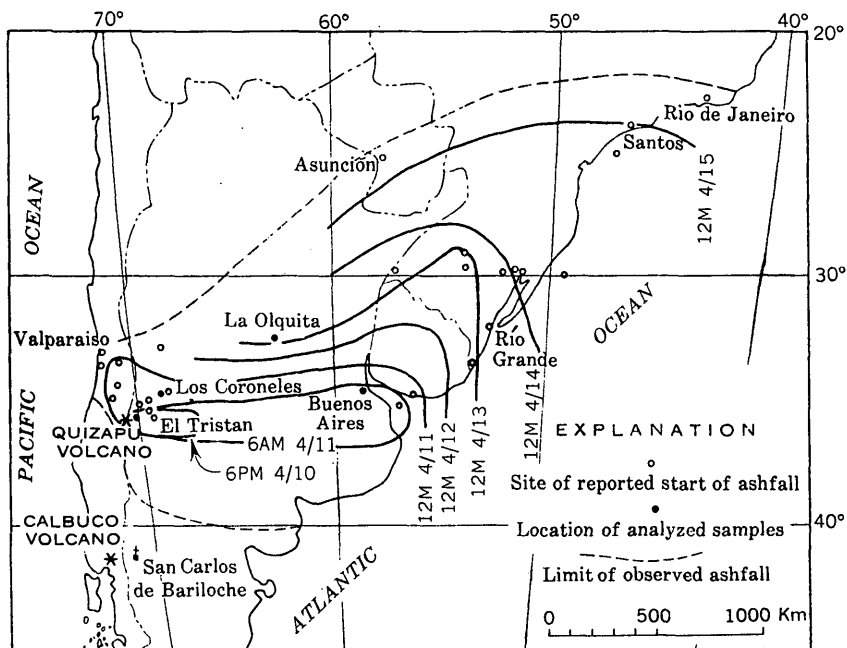 70°
60°
50°
40°
20°
Rio de Janeiro
Santos
Asunción
12M 4/15
OCEAN
30°
OCEAN
La Olquita
Valparaiso
Río
Grande
Los Coroneles
Buenos
Aires
El Tristan
PACIFIC
QUIZAPU
VOLCANO
6AM 4/11
6PM 4/10
12M 4/11
12M 4/12
12M 4/13
12M 4/14
EXPLANATION
Site of reported start of ashfall
Location of analyzed samples
Limit of observed ashfall
40°
CALBUCO
VOLCANO
San Carlos
de Bariloche
ATLANTIC
0 500 1000 Km